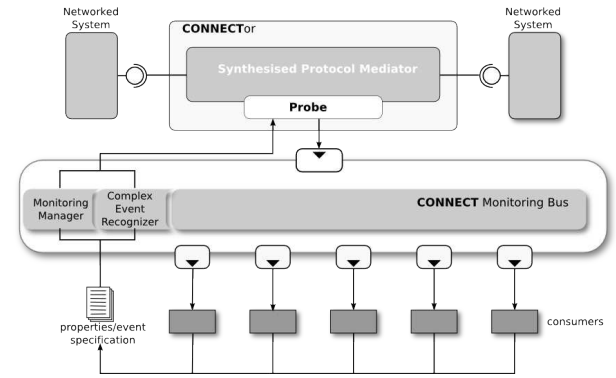 Networked
System
CONNECTor
Networked
System
Synthesised Protocol Mediator
Probe
Monitoring
Manager
Complex
Event
Recognizer
CONNECT Monitoring Bus
properties/event
specification
consumers